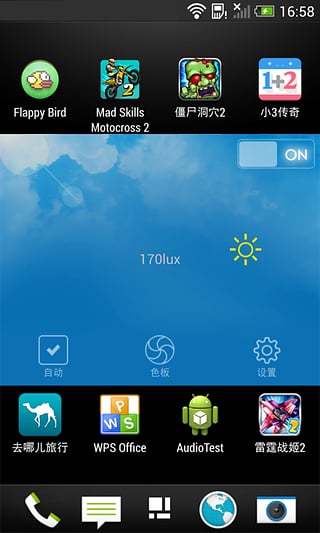 16:58
Flappy Bird
Mad Skills
Motocross 2
2
僵尸洞穴2
1+2
小3传奇
ON
170lux
自动
色板
设置
去哪儿旅行
W P S
WPS Office
AudioTest
2
雷霆战姬2